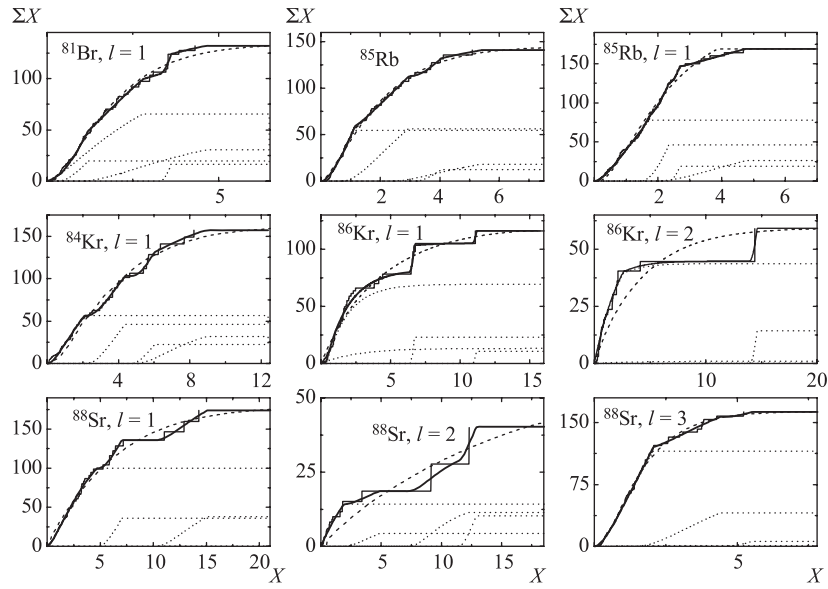 ΣX ΣX ΣX
⁸¹Br, l = 1
100
50
0
5
⁸⁵Rb
150
100
50
0
2 4 6
⁸⁵Rb, l = 1
150
100
50
0
2 4 6
⁸⁴Kr, l = 1
150
100
50
0
4 8 12
⁸⁶Kr, l = 1
100
50
0
5 10 15
⁸⁶Kr, l = 2
50
25
0
10 20
⁸⁸Sr, l = 1
150
100
50
0
5 10 15 20
X
⁸⁸Sr, l = 2
50
25
0
5 10 15
X
⁸⁸Sr, l = 3
150
75
0
5
X